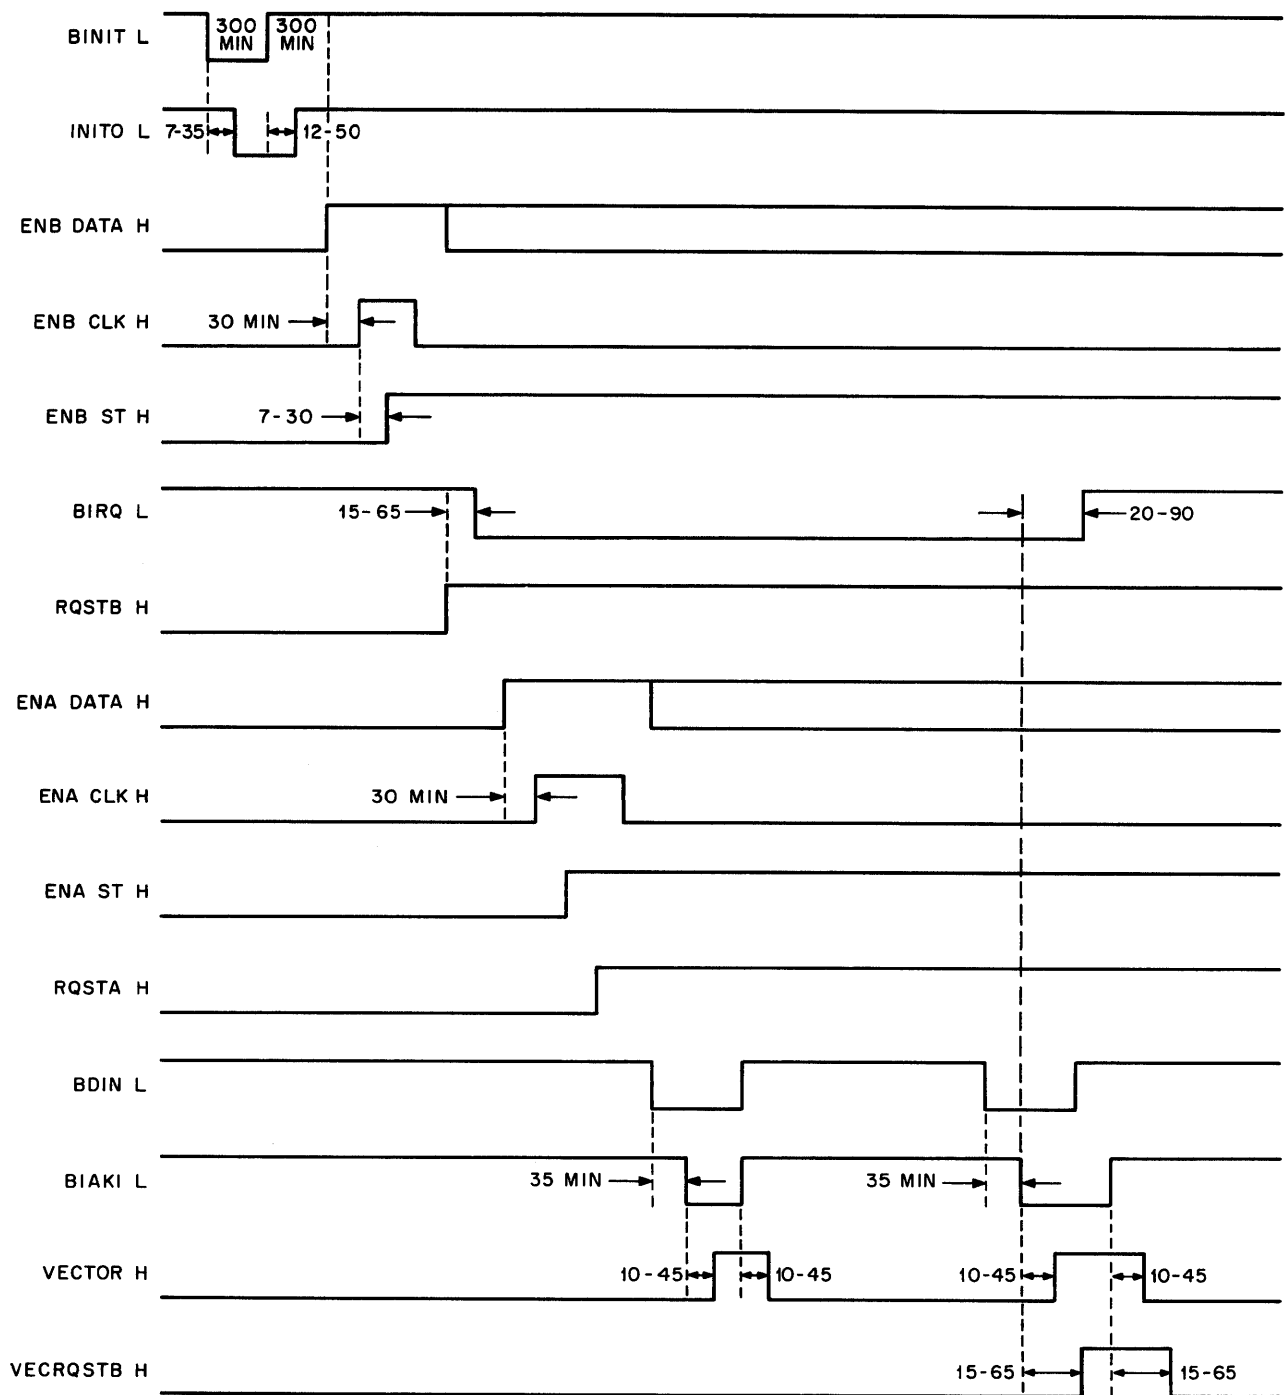 BINIT L
300 MIN
300 MIN
INITO L
7-35
12-50
ENB DATA H
ENB CLK H
30 MIN
ENB ST H
7-30
BIRQ L
15-65
20-90
RQSTB H
ENA DATA H
ENA CLK H
30 MIN
ENA ST H
RQSTA H
BDIN L
BIAKI L
35 MIN
35 MIN
VECTOR H
10-45
10-45
10-45
10-45
VECRQSTB H
15-65
15-65